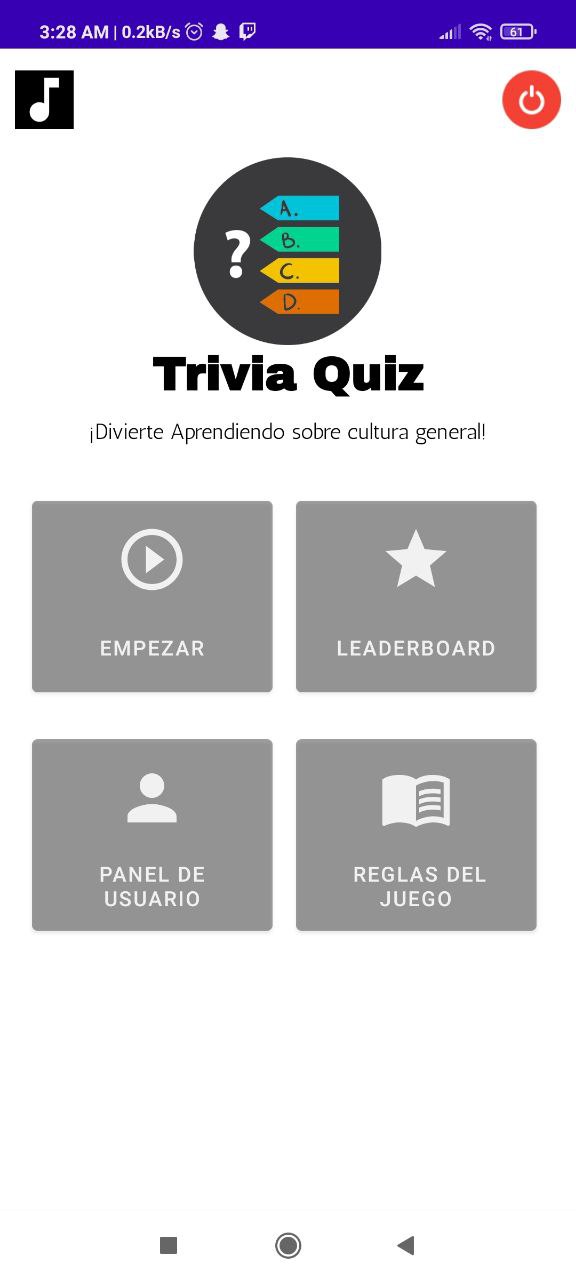 3:28 AM | 0.2kB/s 61
?
A.
B.
C.
D.
Trivia Quiz
¡Divierte Aprendiendo sobre cultura general!
EMPEZAR
LEADERBOARD
PANEL DE
USUARIO
REGLAS DEL
JUEGO